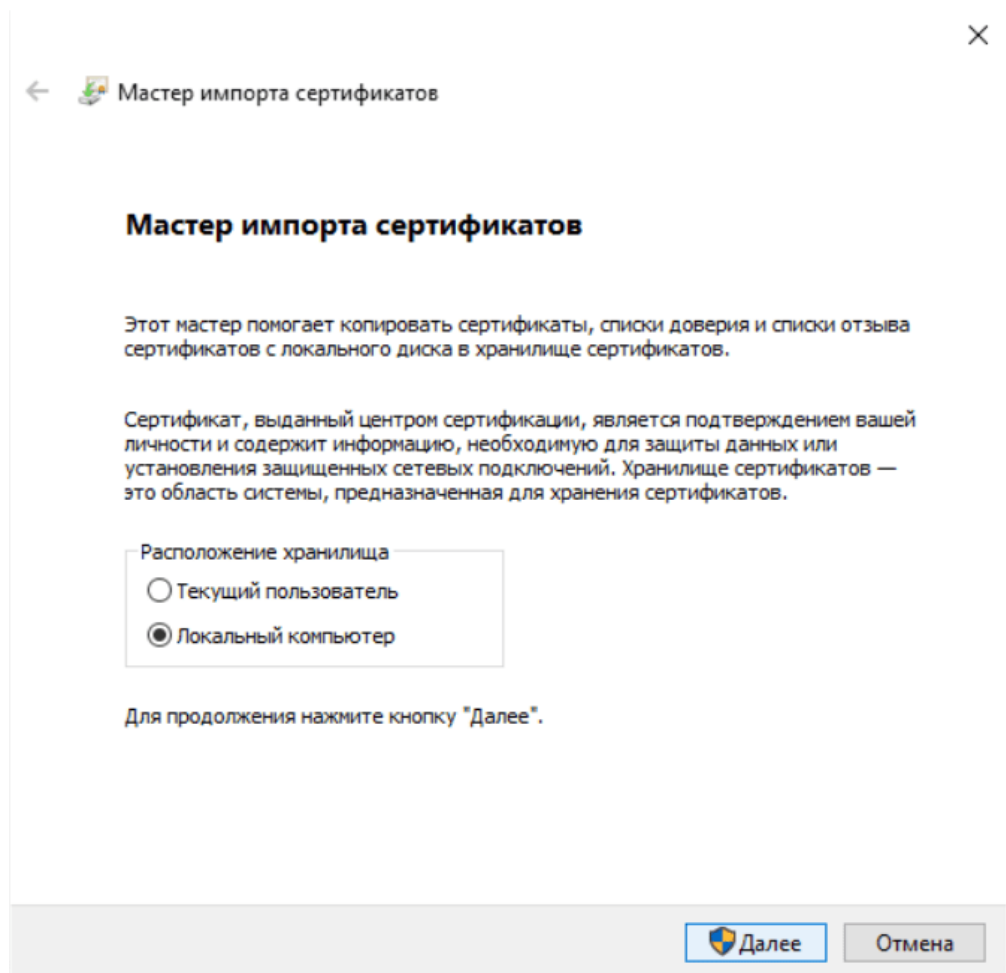 Мастер импорта сертификатов
Мастер импорта сертификатов
Этот мастер помогает копировать сертификаты, списки доверия и списки отзыва
сертификатов с локального диска в хранилище сертификатов.
Сертификат, выданный центром сертификации, является подтверждением вашей
личности и содержит информацию, необходимую для защиты данных или
установления защищенных сетевых подключений. Хранилище сертификатов —
это область системы, предназначенная для хранения сертификатов.
Расположение хранилища
Текущий пользователь
Локальный компьютер
Для продолжения нажмите кнопку "Далее".
Далее
Отмена